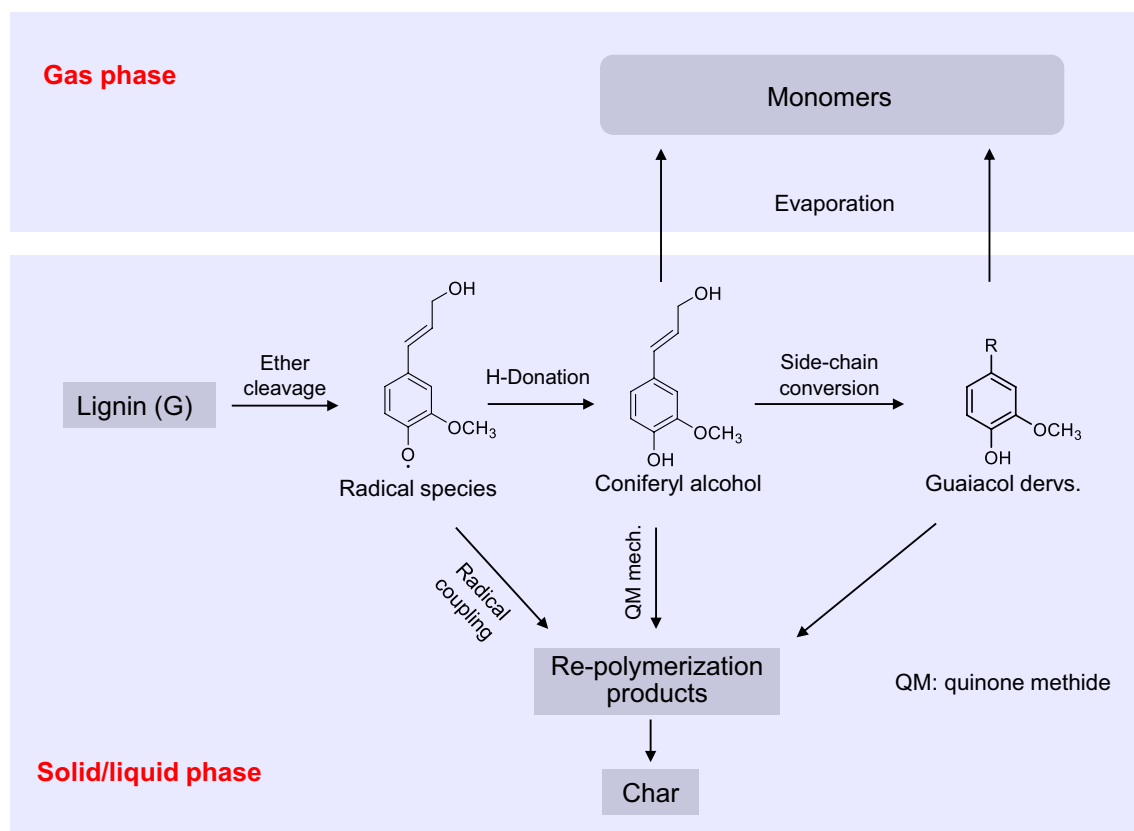 Gas phase
Monomers
Evaporation
OH
OH
Ether
cleavage
H-Donation
Side-chain
conversion
R
Lignin (G)
OCH₃
OCH₃
OCH₃
O
OH
OH
Radical species
Coniferyl alcohol
Guaiacol dervs.
Radical
coupling
QM mech.
Re-polymerization
products
QM: quinone methide
Solid/liquid phase
Char